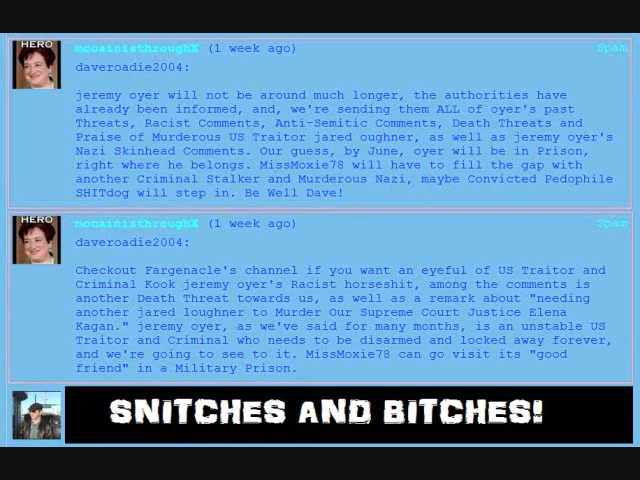 HERO
mccainisthroughX (1 week ago)
Spam
daveroadie2004:
jeremy oyer will not be around much longer, the authorities have
already been informed, and, we're sending them ALL of oyer's past
Threats, Racist Comments, Anti-Semitic Comments, Death Threats and
Praise of Murderous US Traitor jared oughner, as well as jeremy oyer's
Nazi Skinhead Comments. Our guess, by June, oyer will be in Prison,
right where he belongs. MissMoxie78 will have to fill the gap with
another Criminal Stalker and Murderous Nazi, maybe Convicted Pedophile
SHITdog will step in. Be Well Dave!
HERO
mccainisthroughX (1 week ago)
Spam
daveroadie2004:
Checkout Fargenacle's channel if you want an eyeful of US Traitor and
Criminal Kook jeremy oyer's Racist horseshit, among the comments is
another Death Threat towards us, as well as a remark about "needing
another jared loughner to Murder Our Supreme Court Justice Elena
Kagan." jeremy oyer, as we've said for many months, is an unstable US
Traitor and Criminal who needs to be disarmed and locked away forever,
and we're going to see to it. MissMoxie78 can go visit its "good
friend" in a Military Prison.
SNITCHES AND BITCHES!